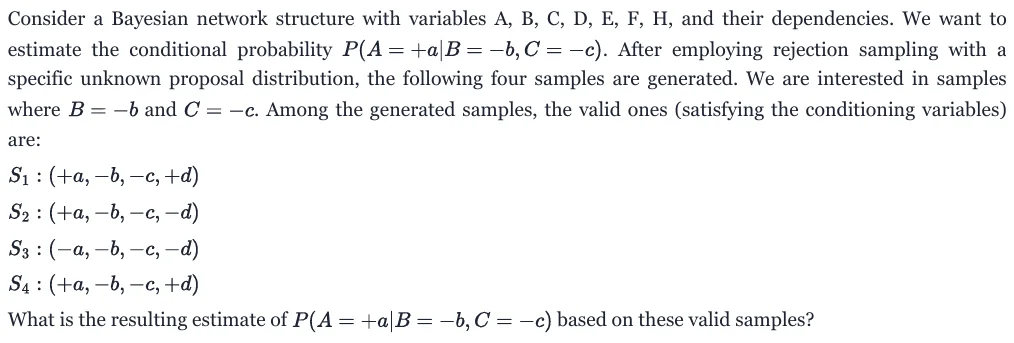 Consider a Bayesian network structure with variables A, B, C, D, E, F, H, and their dependencies. We want to
estimate the conditional probability P(A = +a|B = −b, C = −c). After employing rejection sampling with a
specific unknown proposal distribution, the following four samples are generated. We are interested in samples
where B = −b and C = −c. Among the generated samples, the valid ones (satisfying the conditioning variables)
are:
S₁ : (+a, −b, −c, +d)
S₂ : (+a, −b, −c, −d)
S₃ : (−a, −b, −c, −d)
S₄ : (+a, −b, −c, +d)
What is the resulting estimate of P(A = +a|B = −b, C = −c) based on these valid samples?